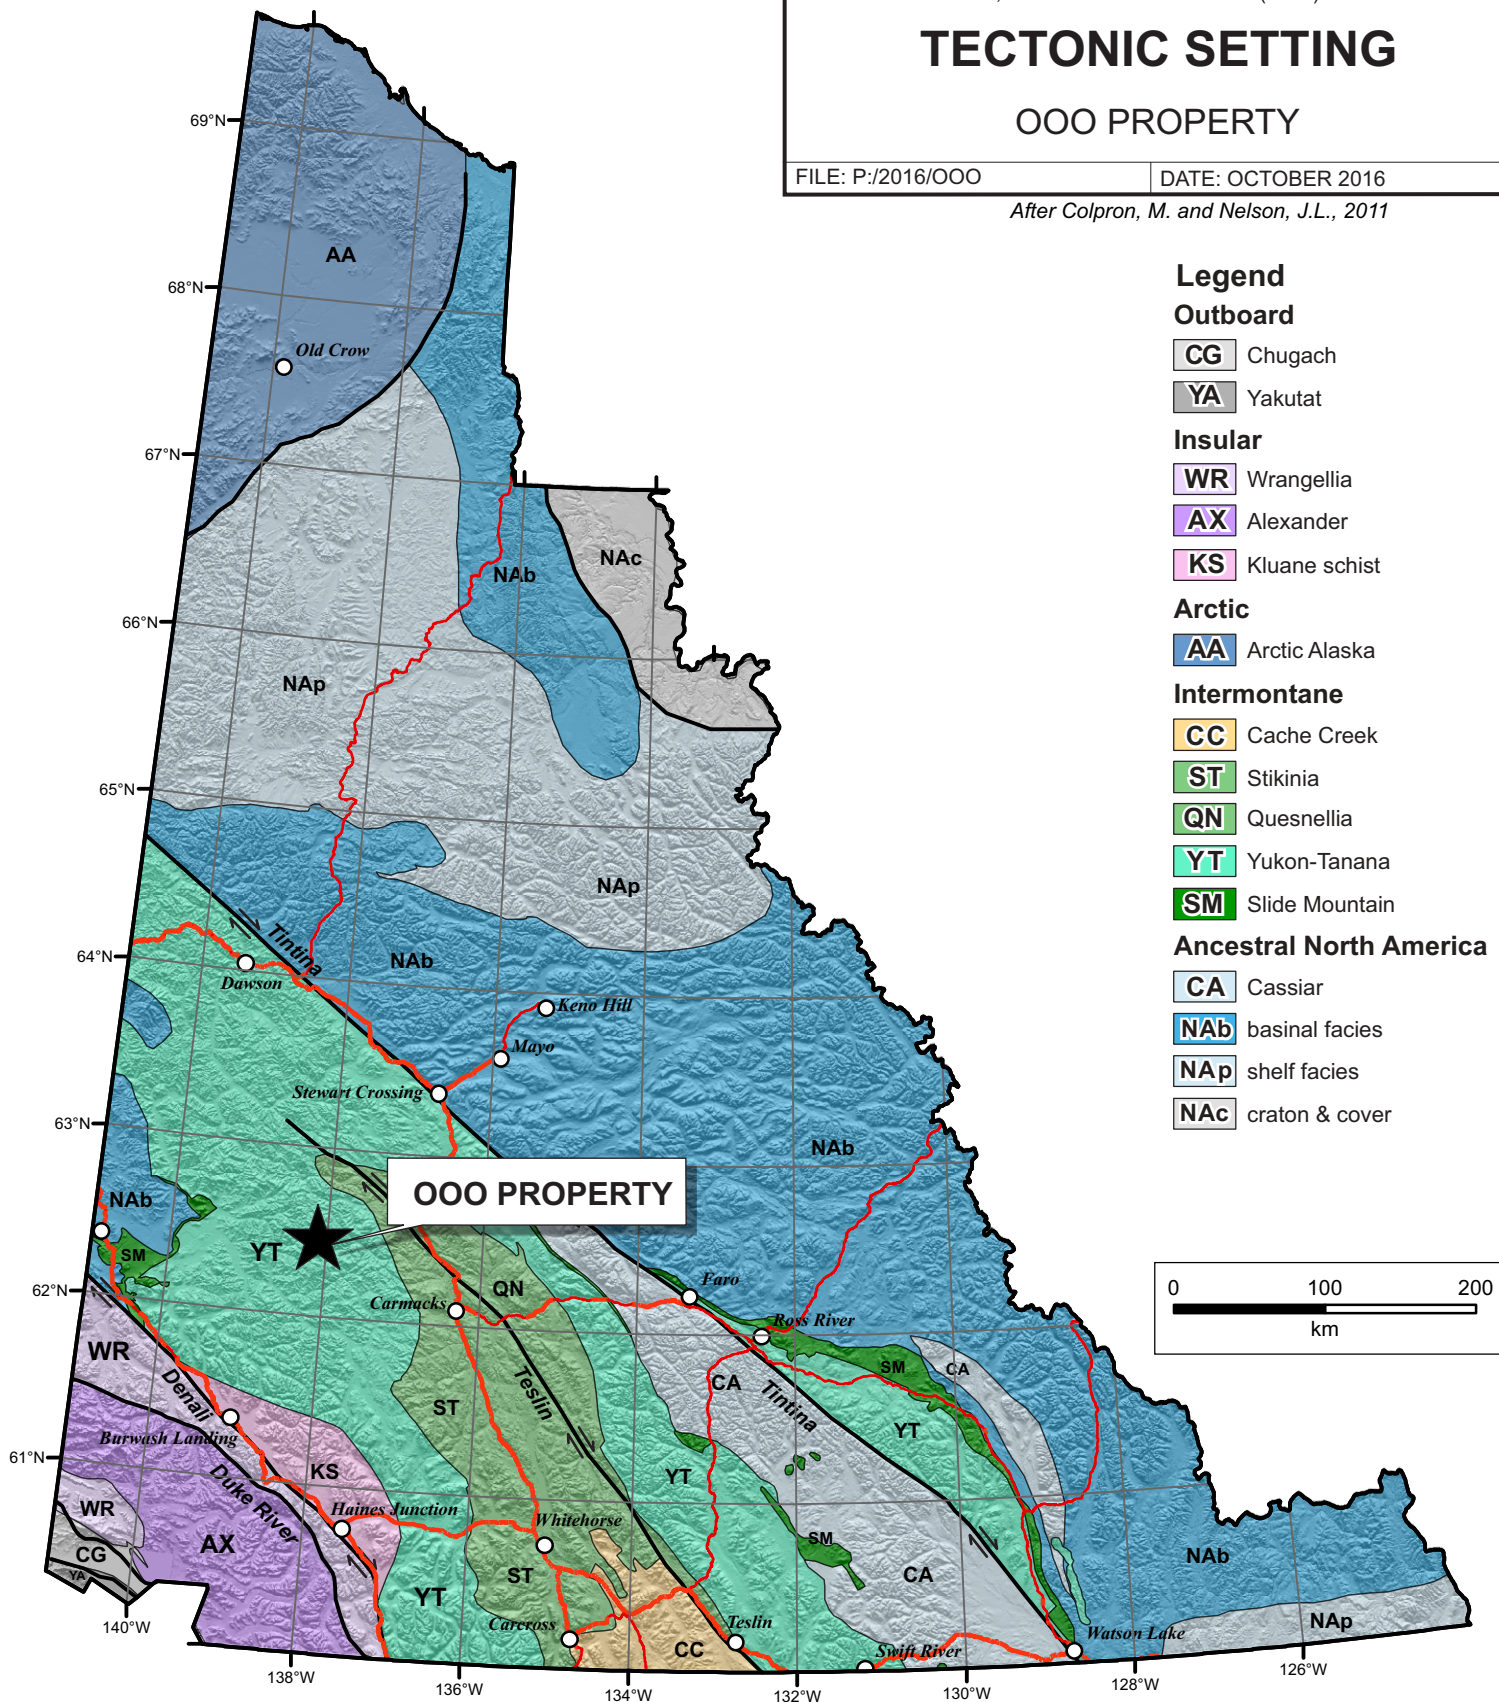 TECTONIC SETTING
OOO PROPERTY
FILE: P:/2016/OOO
DATE: OCTOBER 2016
After Colpron, M. and Nelson, J.L., 2011
Legend
Outboard
CG Chugach
YA Yakutat
Insular
WR Wrangellia
AX Alexander
KS Kluane schist
Arctic
AA Arctic Alaska
Intermontane
CC Cache Creek
ST Stikinia
QN Quesnellia
YT Yukon-Tanana
SM Slide Mountain
Ancestral North America
CA Cassiar
NAb basinal facies
NAp shelf facies
NAc craton & cover
0 100 200
km
69°N
AA
68°N
Old Crow
67°N
NAc
NAb
66°N
NAp
65°N
NAp
Tintina
64°N
NAb
Dawson
Keno Hill
Mayo
Stewart Crossing
63°N
NAb
OOO PROPERTY
NAb
YT
SM
62°N
QN
Faro
Carmacks
Ross River
WR
SM
CA
CA
Denali
Teslin
Tintina
ST
YT
Burwash Landing
61°N
KS
YT
Duke River
WR
Haines Junction
Whitehorse
SM
AX
CG
NAb
YA
ST
CA
YT
140°W
Carcross
Teslin
NAp
CC
Swift River
Watson Lake
138°W
136°W
134°W
132°W
130°W
128°W
126°W